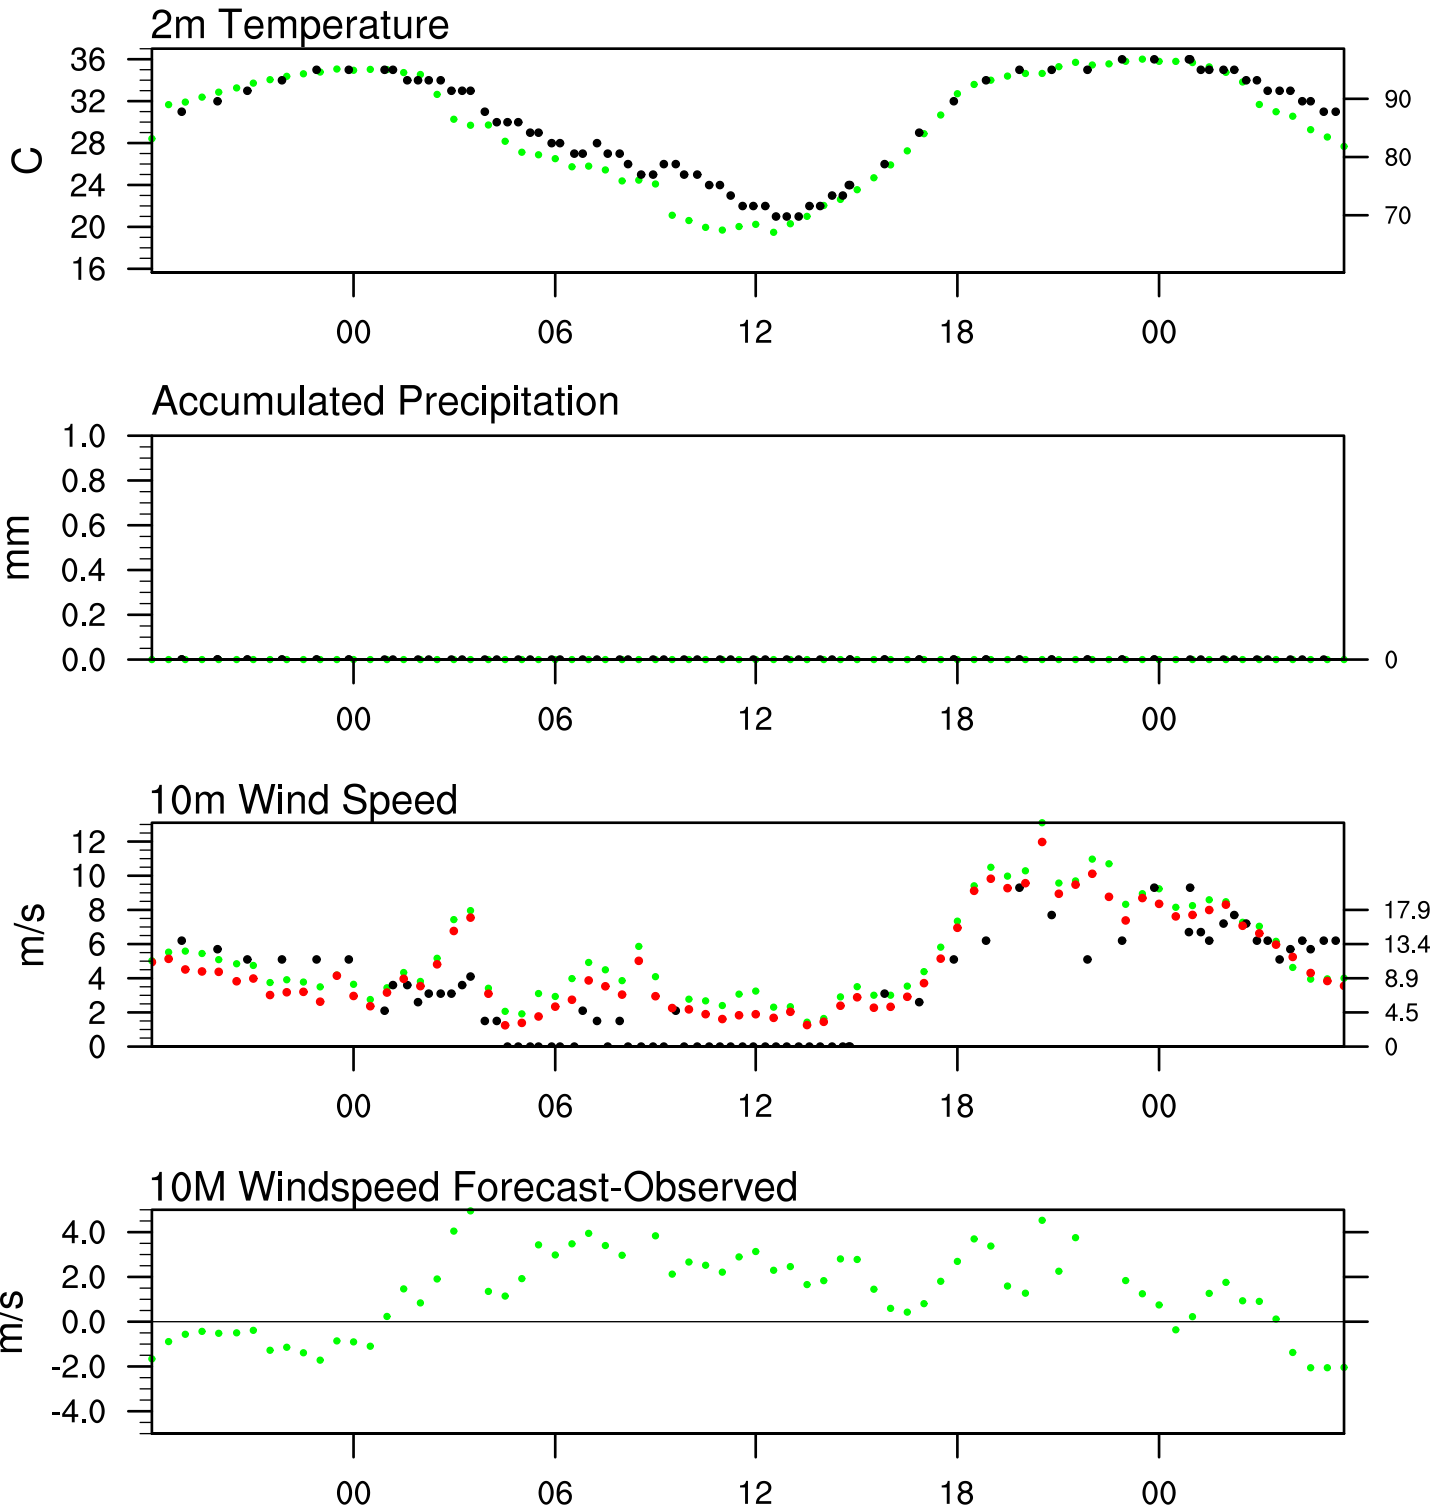 2m Temperature
36
32
28
24
20
16
C
90
80
70
00 06 12 18 00
Accumulated Precipitation
1.0
0.8
0.6
0.4
0.2
0.0
mm
0
00 06 12 18 00
10m Wind Speed
12
10
8
6
4
2
0
m/s
17.9
13.4
8.9
4.5
0
00 06 12 18 00
10M Windspeed Forecast-Observed
4.0
2.0
0.0
-2.0
-4.0
m/s
00 06 12 18 00